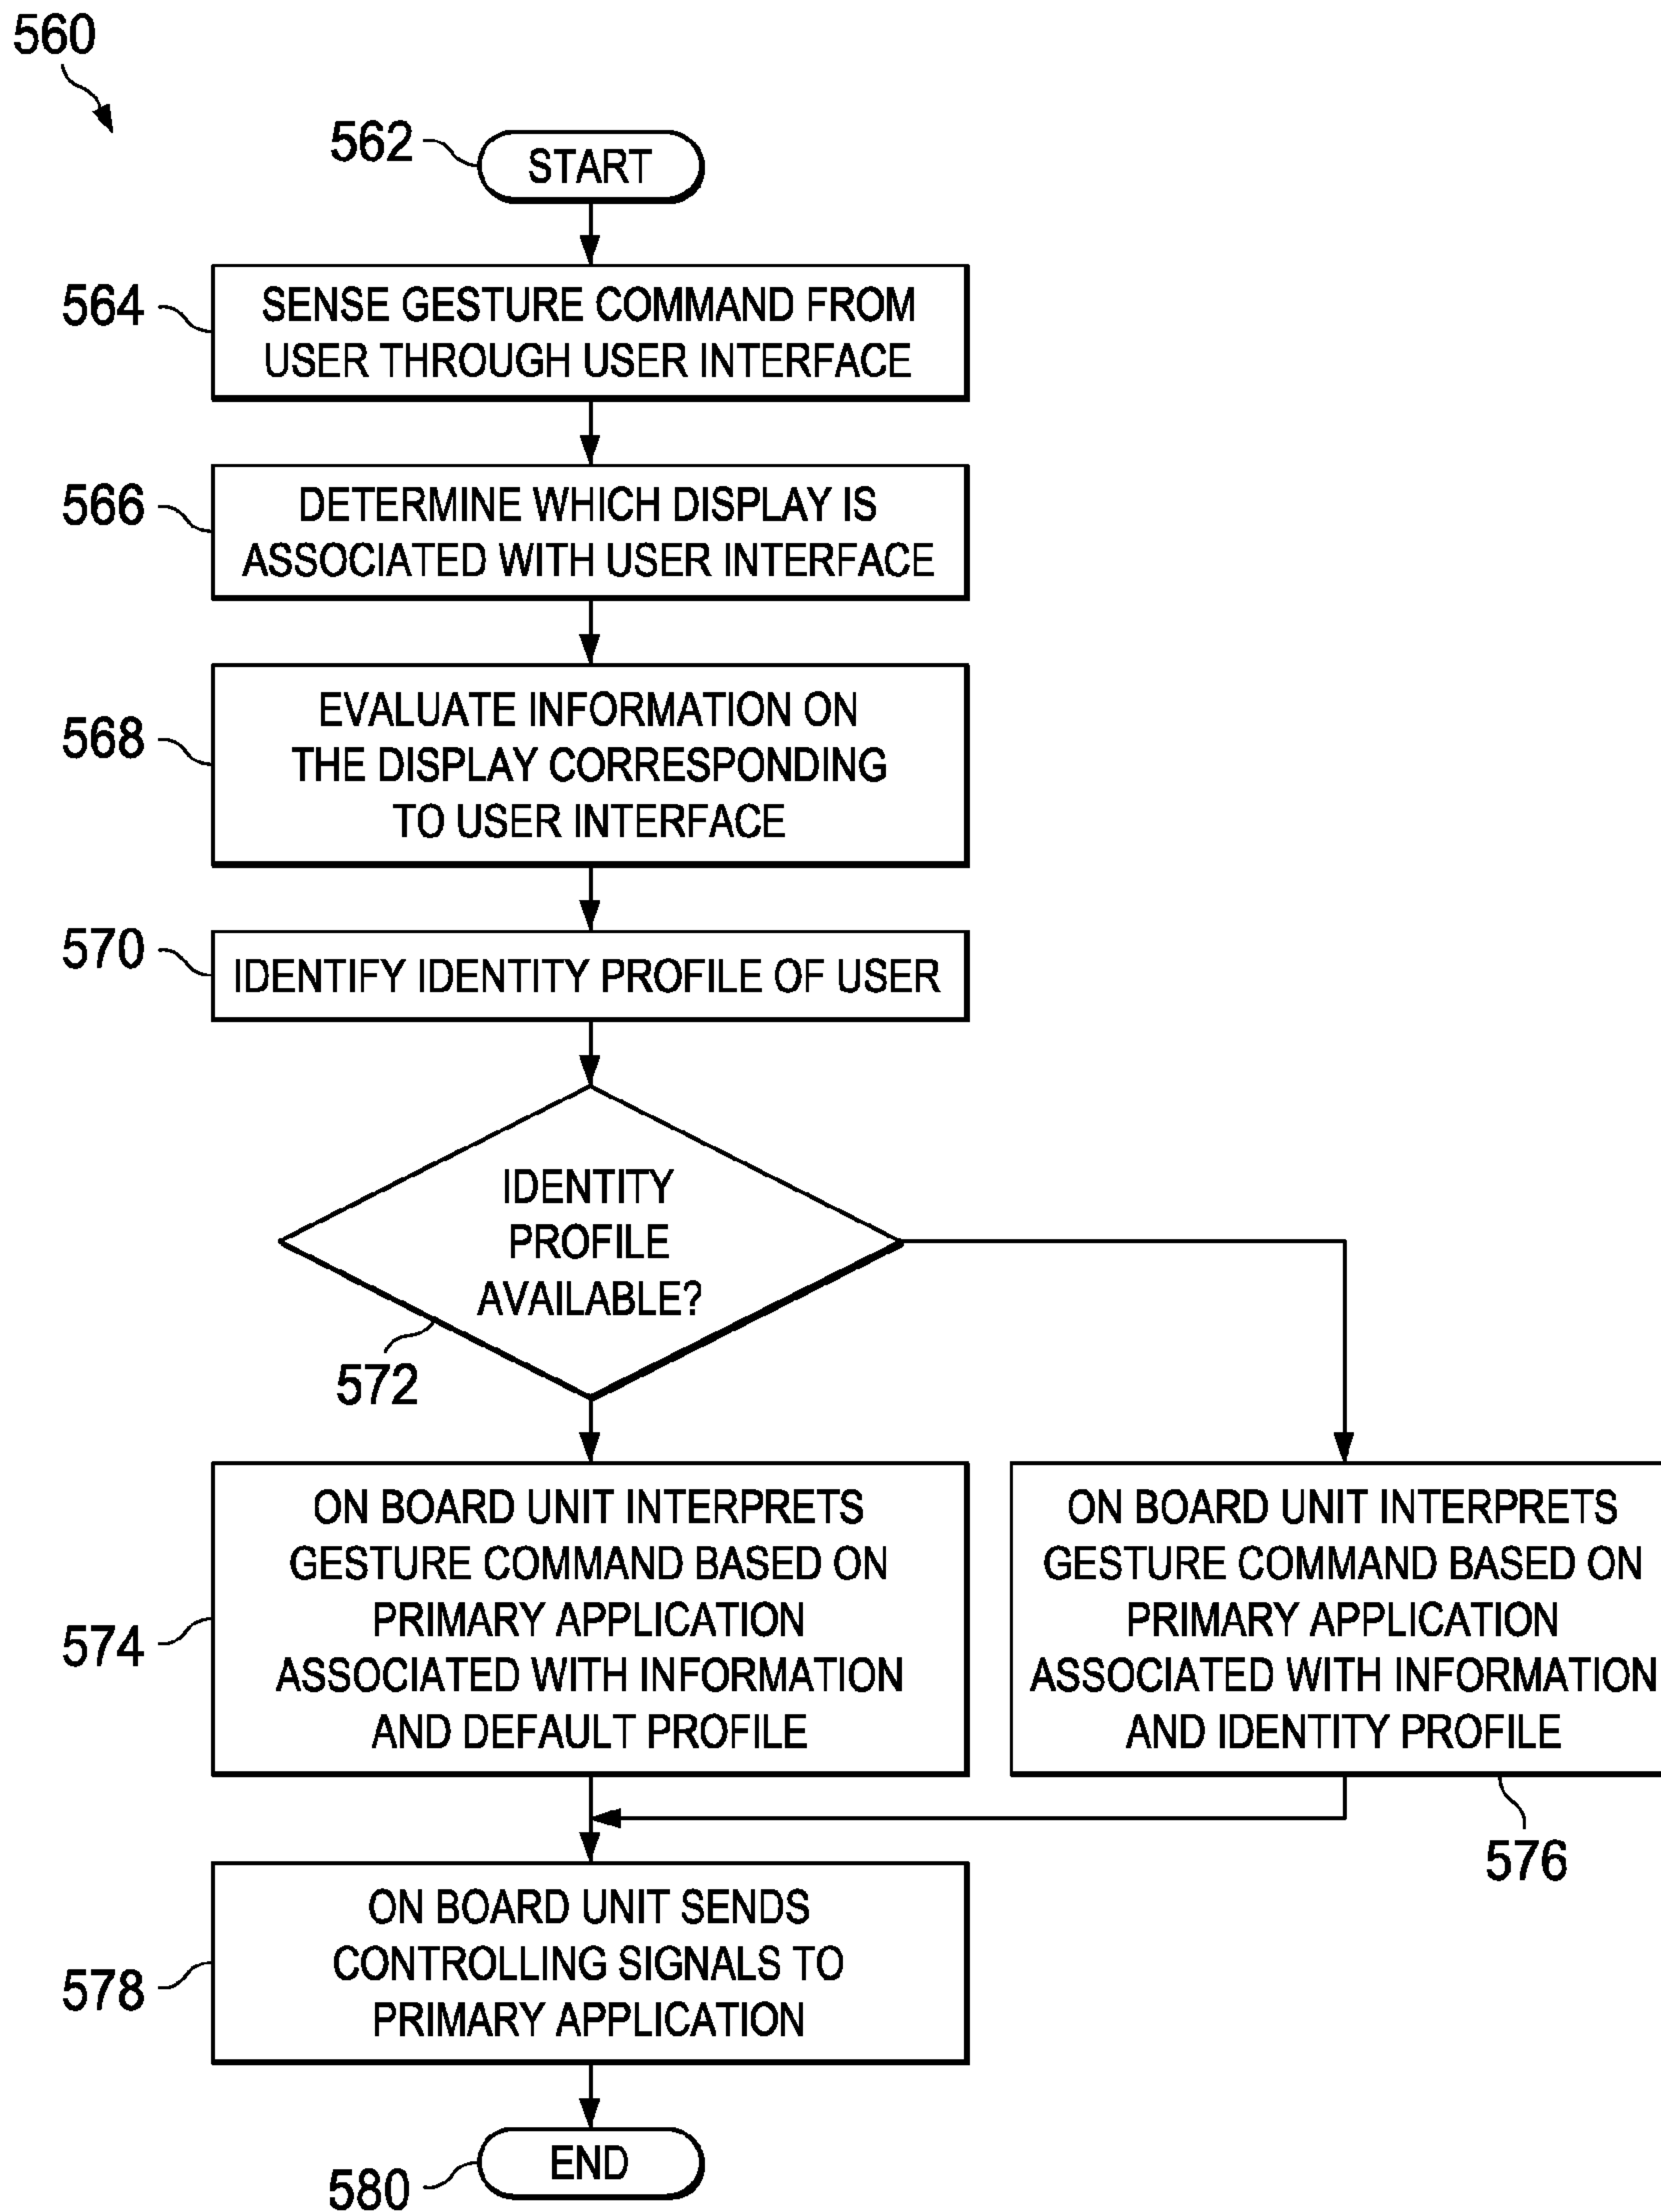 560
562
START
564
SENSE GESTURE COMMAND FROM
USER THROUGH USER INTERFACE
566
DETERMINE WHICH DISPLAY IS
ASSOCIATED WITH USER INTERFACE
568
EVALUATE INFORMATION ON
THE DISPLAY CORRESPONDING
TO USER INTERFACE
570
IDENTIFY IDENTITY PROFILE OF USER
IDENTITY
PROFILE
AVAILABLE?
572
574
ON BOARD UNIT INTERPRETS
GESTURE COMMAND BASED ON
PRIMARY APPLICATION
ASSOCIATED WITH INFORMATION
AND DEFAULT PROFILE
ON BOARD UNIT INTERPRETS
GESTURE COMMAND BASED ON
PRIMARY APPLICATION
ASSOCIATED WITH INFORMATION
AND IDENTITY PROFILE
576
578
ON BOARD UNIT SENDS
CONTROLLING SIGNALS TO
PRIMARY APPLICATION
580
END